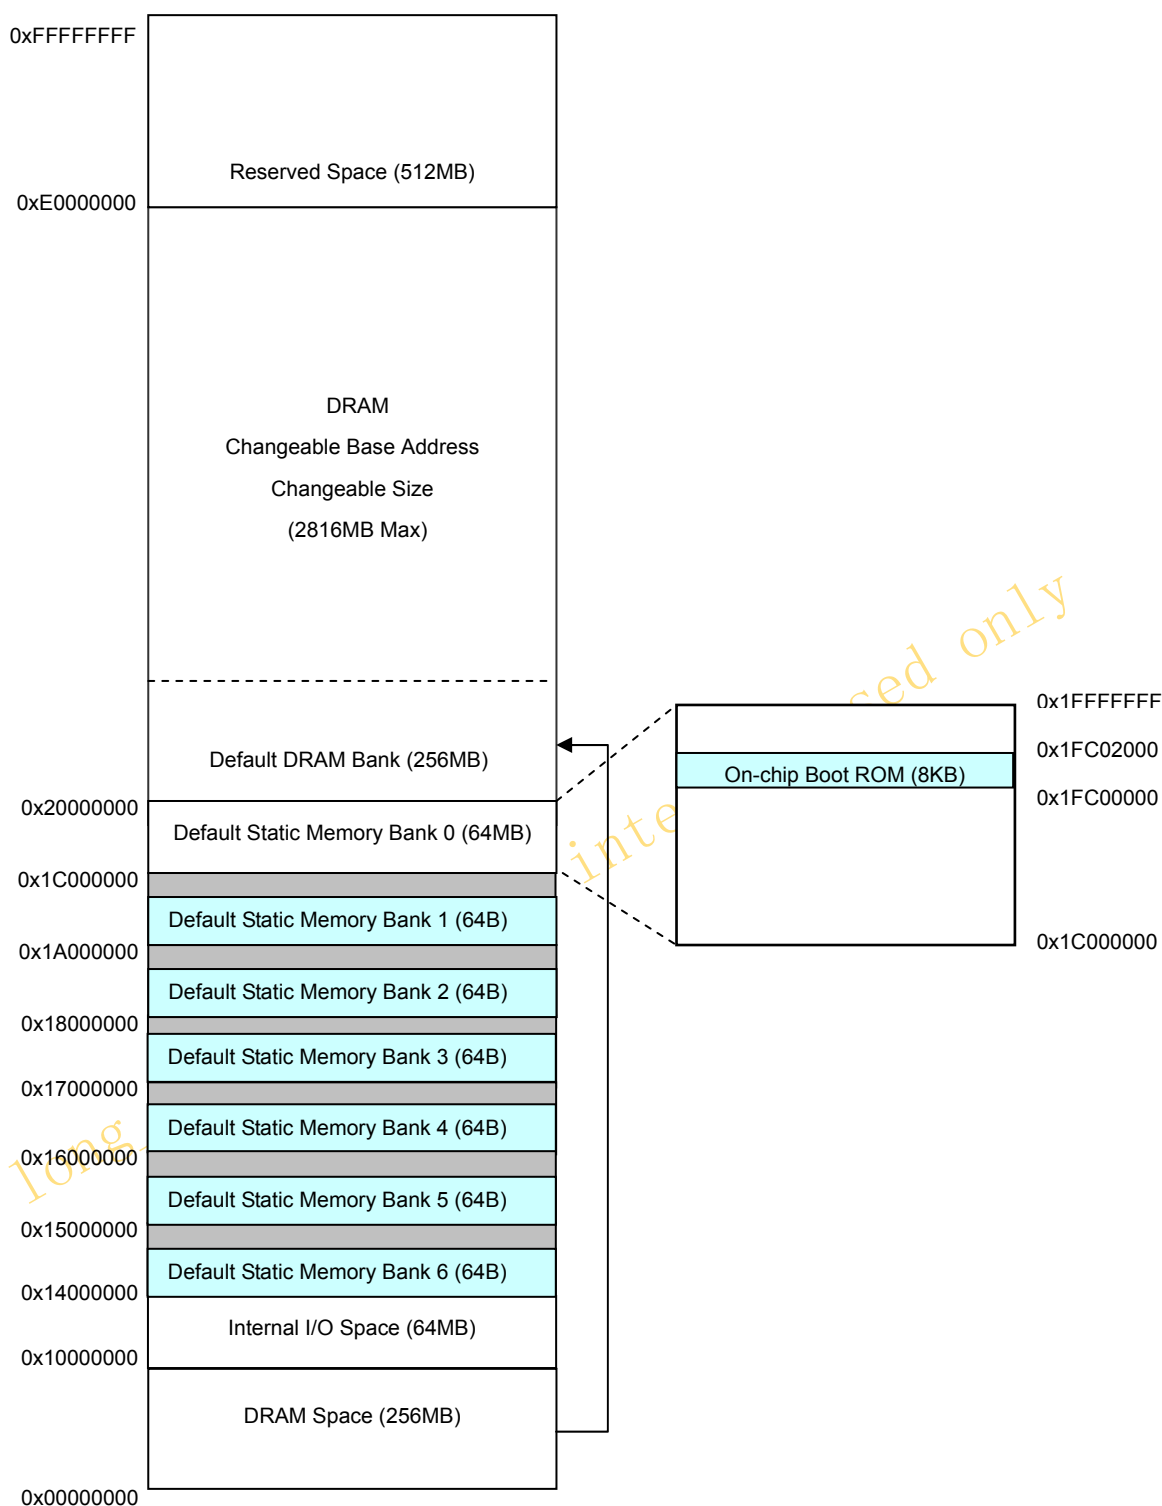 0xFFFFFFFF
Reserved Space (512MB)
0xE0000000
DRAM
Changeable Base Address
Changeable Size
(2816MB Max)
Default DRAM Bank (256MB)
0x20000000
Default Static Memory Bank 0 (64MB)
0x1C000000
Default Static Memory Bank 1 (64B)
0x1A000000
Default Static Memory Bank 2 (64B)
0x18000000
Default Static Memory Bank 3 (64B)
0x17000000
Default Static Memory Bank 4 (64B)
0x16000000
Default Static Memory Bank 5 (64B)
0x15000000
Default Static Memory Bank 6 (64B)
0x14000000
Internal I/O Space (64MB)
0x10000000
DRAM Space (256MB)
0x00000000
0x1FFFFFFF
0x1FC02000
On-chip Boot ROM (8KB)
0x1FC00000
0x1C000000
only